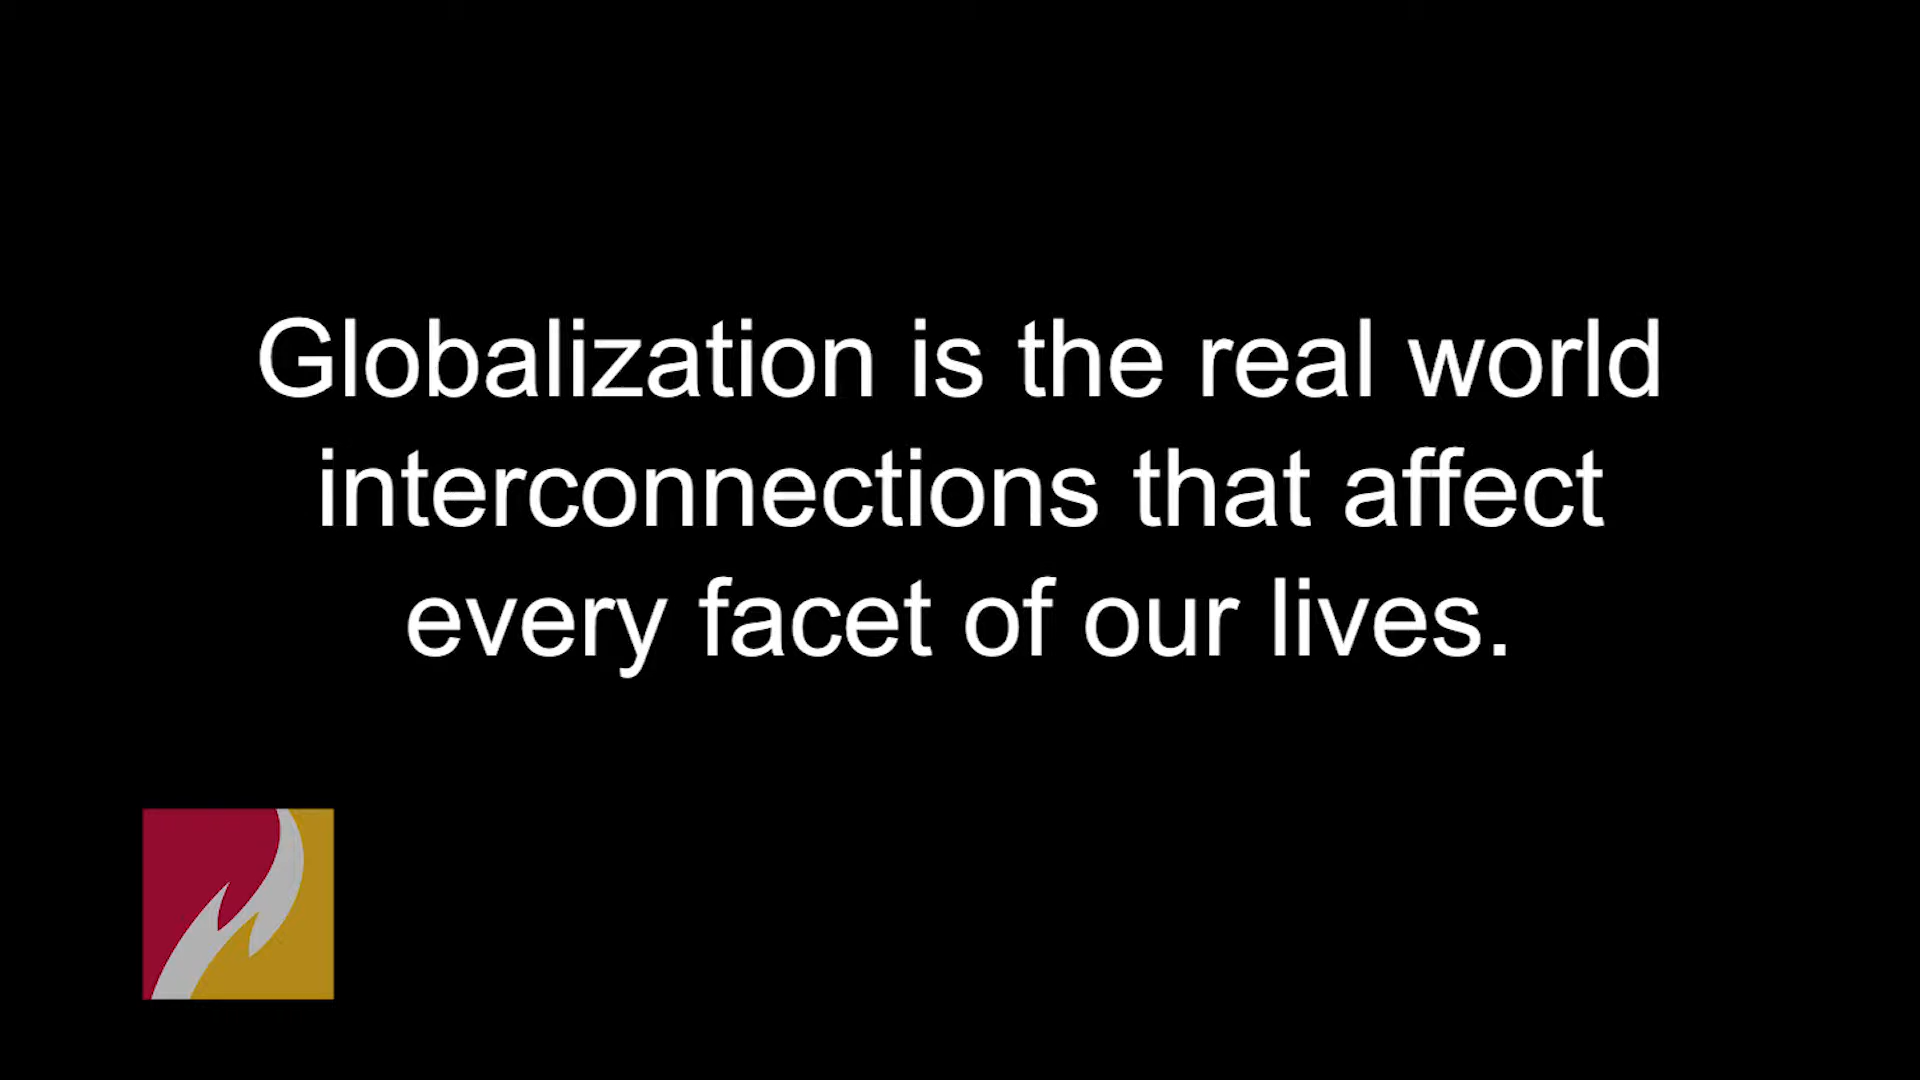 Globalization is the real world
interconnections that affect
every facet of our lives.